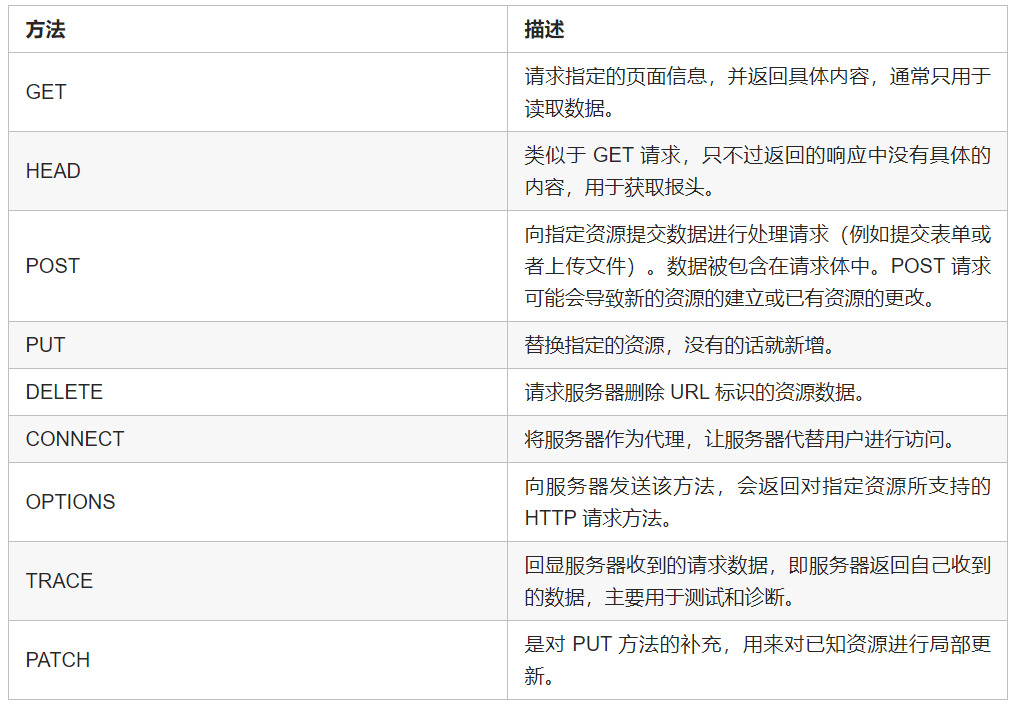 方法
描述
GET
请求指定的页面信息，并返回具体内容，通常只用于
读取数据。
HEAD
类似于 GET 请求，只不过返回的响应中没有具体的
内容，用于获取报头。
POST
向指定资源提交数据进行处理请求（例如提交表单或
者上传文件）。数据被包含在请求体中。POST 请求
可能会导致新的资源的建立或已有资源的更改。
PUT
替换指定的资源，没有的话就新增。
DELETE
请求服务器删除 URL 标识的资源数据。
CONNECT
将服务器作为代理，让服务器代替用户进行访问。
OPTIONS
向服务器发送该方法，会返回对指定资源所支持的
HTTP 请求方法。
TRACE
回显服务器收到的请求数据，即服务器返回自己收到
的数据，主要用于测试和诊断。
PATCH
是对 PUT 方法的补充，用来对已知资源进行局部更
新。